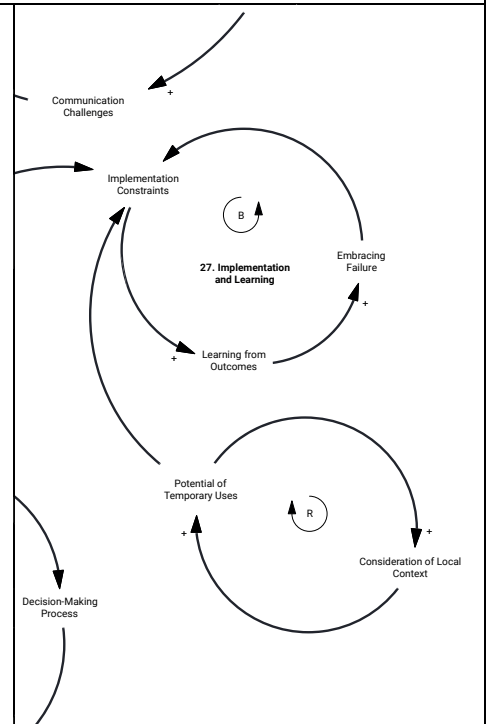 +
Communication
Challenges
Implementation
Constraints
B
27. Implementation
and Learning
Embracing
Failure
+
+
Learning from
Outcomes
Potential of
Temporary Uses
R
+
+
Consideration of Local
Context
Decision-Making
Process